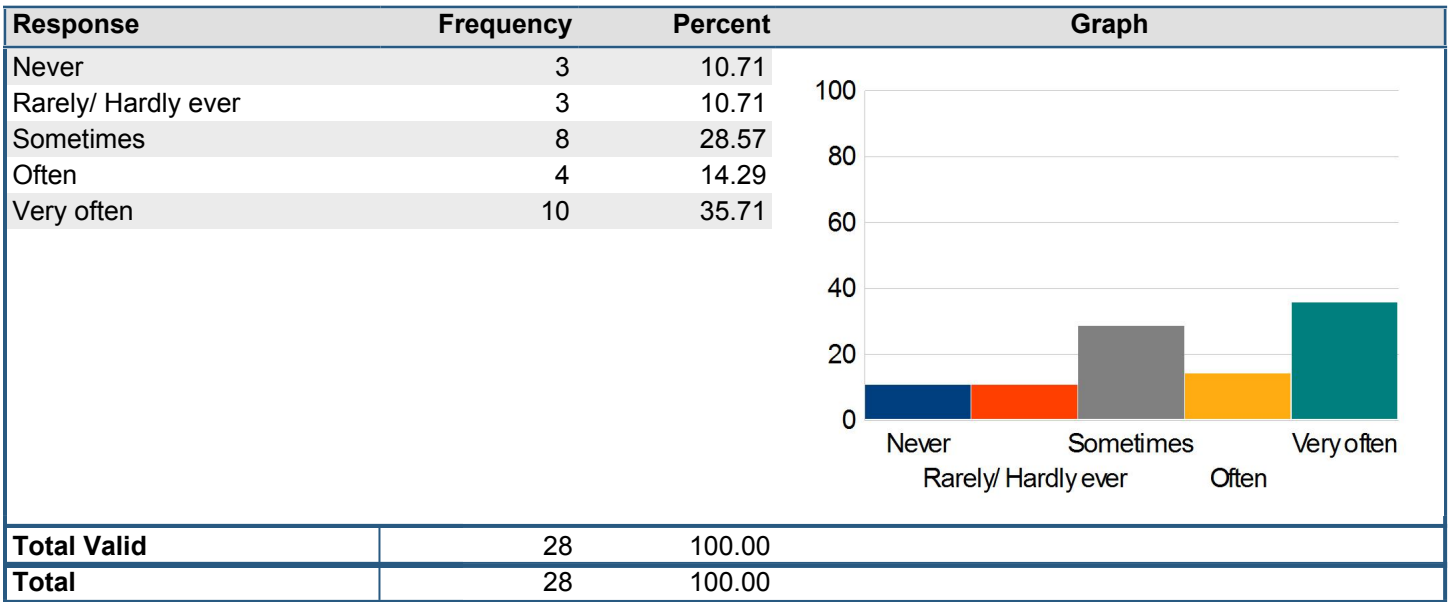 Response Frequency Percent Graph
Never 3 10.71
Rarely/ Hardly ever 3 10.71
Sometimes 8 28.57
Often 4 14.29
Very often 10 35.71
100
80
60
40
20
0
Never Sometimes Very often
Rarely/ Hardly ever Often
Total Valid 28 100.00
Total 28 100.00